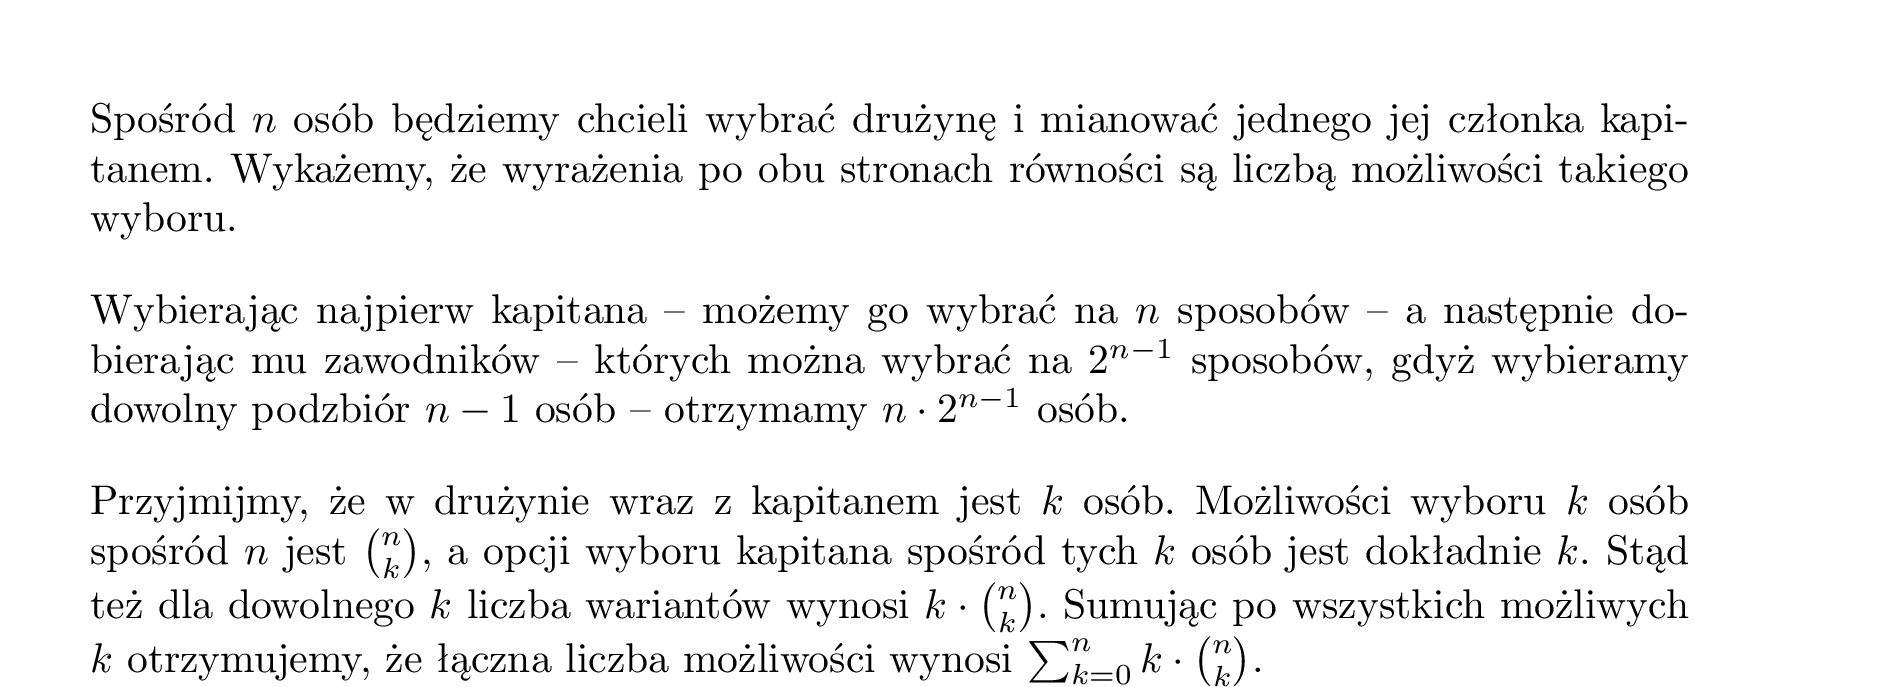 Spośród n osób będziemy chcieli wybrać drużynę i mianować jednego jej członka kapi-
tanem. Wykażemy, że wyrażenia po obu stronach równości są liczbą możliwości takiego
wyboru.
Wybierając najpierw kapitana – możemy go wybrać na n sposobów – a następnie do-
bierając mu zawodników – których można wybrać na $2^{n-1}$ sposobów, gdyż wybieramy
dowolny podzbiór n − 1 osób – otrzymamy $n \cdot 2^{n-1}$ osób.
Przyjmijmy, że w drużynie wraz z kapitanem jest k osób. Możliwości wyboru k osób
spośród n jest $\binom{n}{k}$, a opcji wyboru kapitana spośród tych k osób jest dokładnie k. Stąd
też dla dowolnego k liczba wariantów wynosi $k \cdot \binom{n}{k}$. Sumując po wszystkich możliwych
k otrzymujemy, że łączna liczba możliwości wynosi $\sum_{k=0}^{n} k \cdot \binom{n}{k}$.